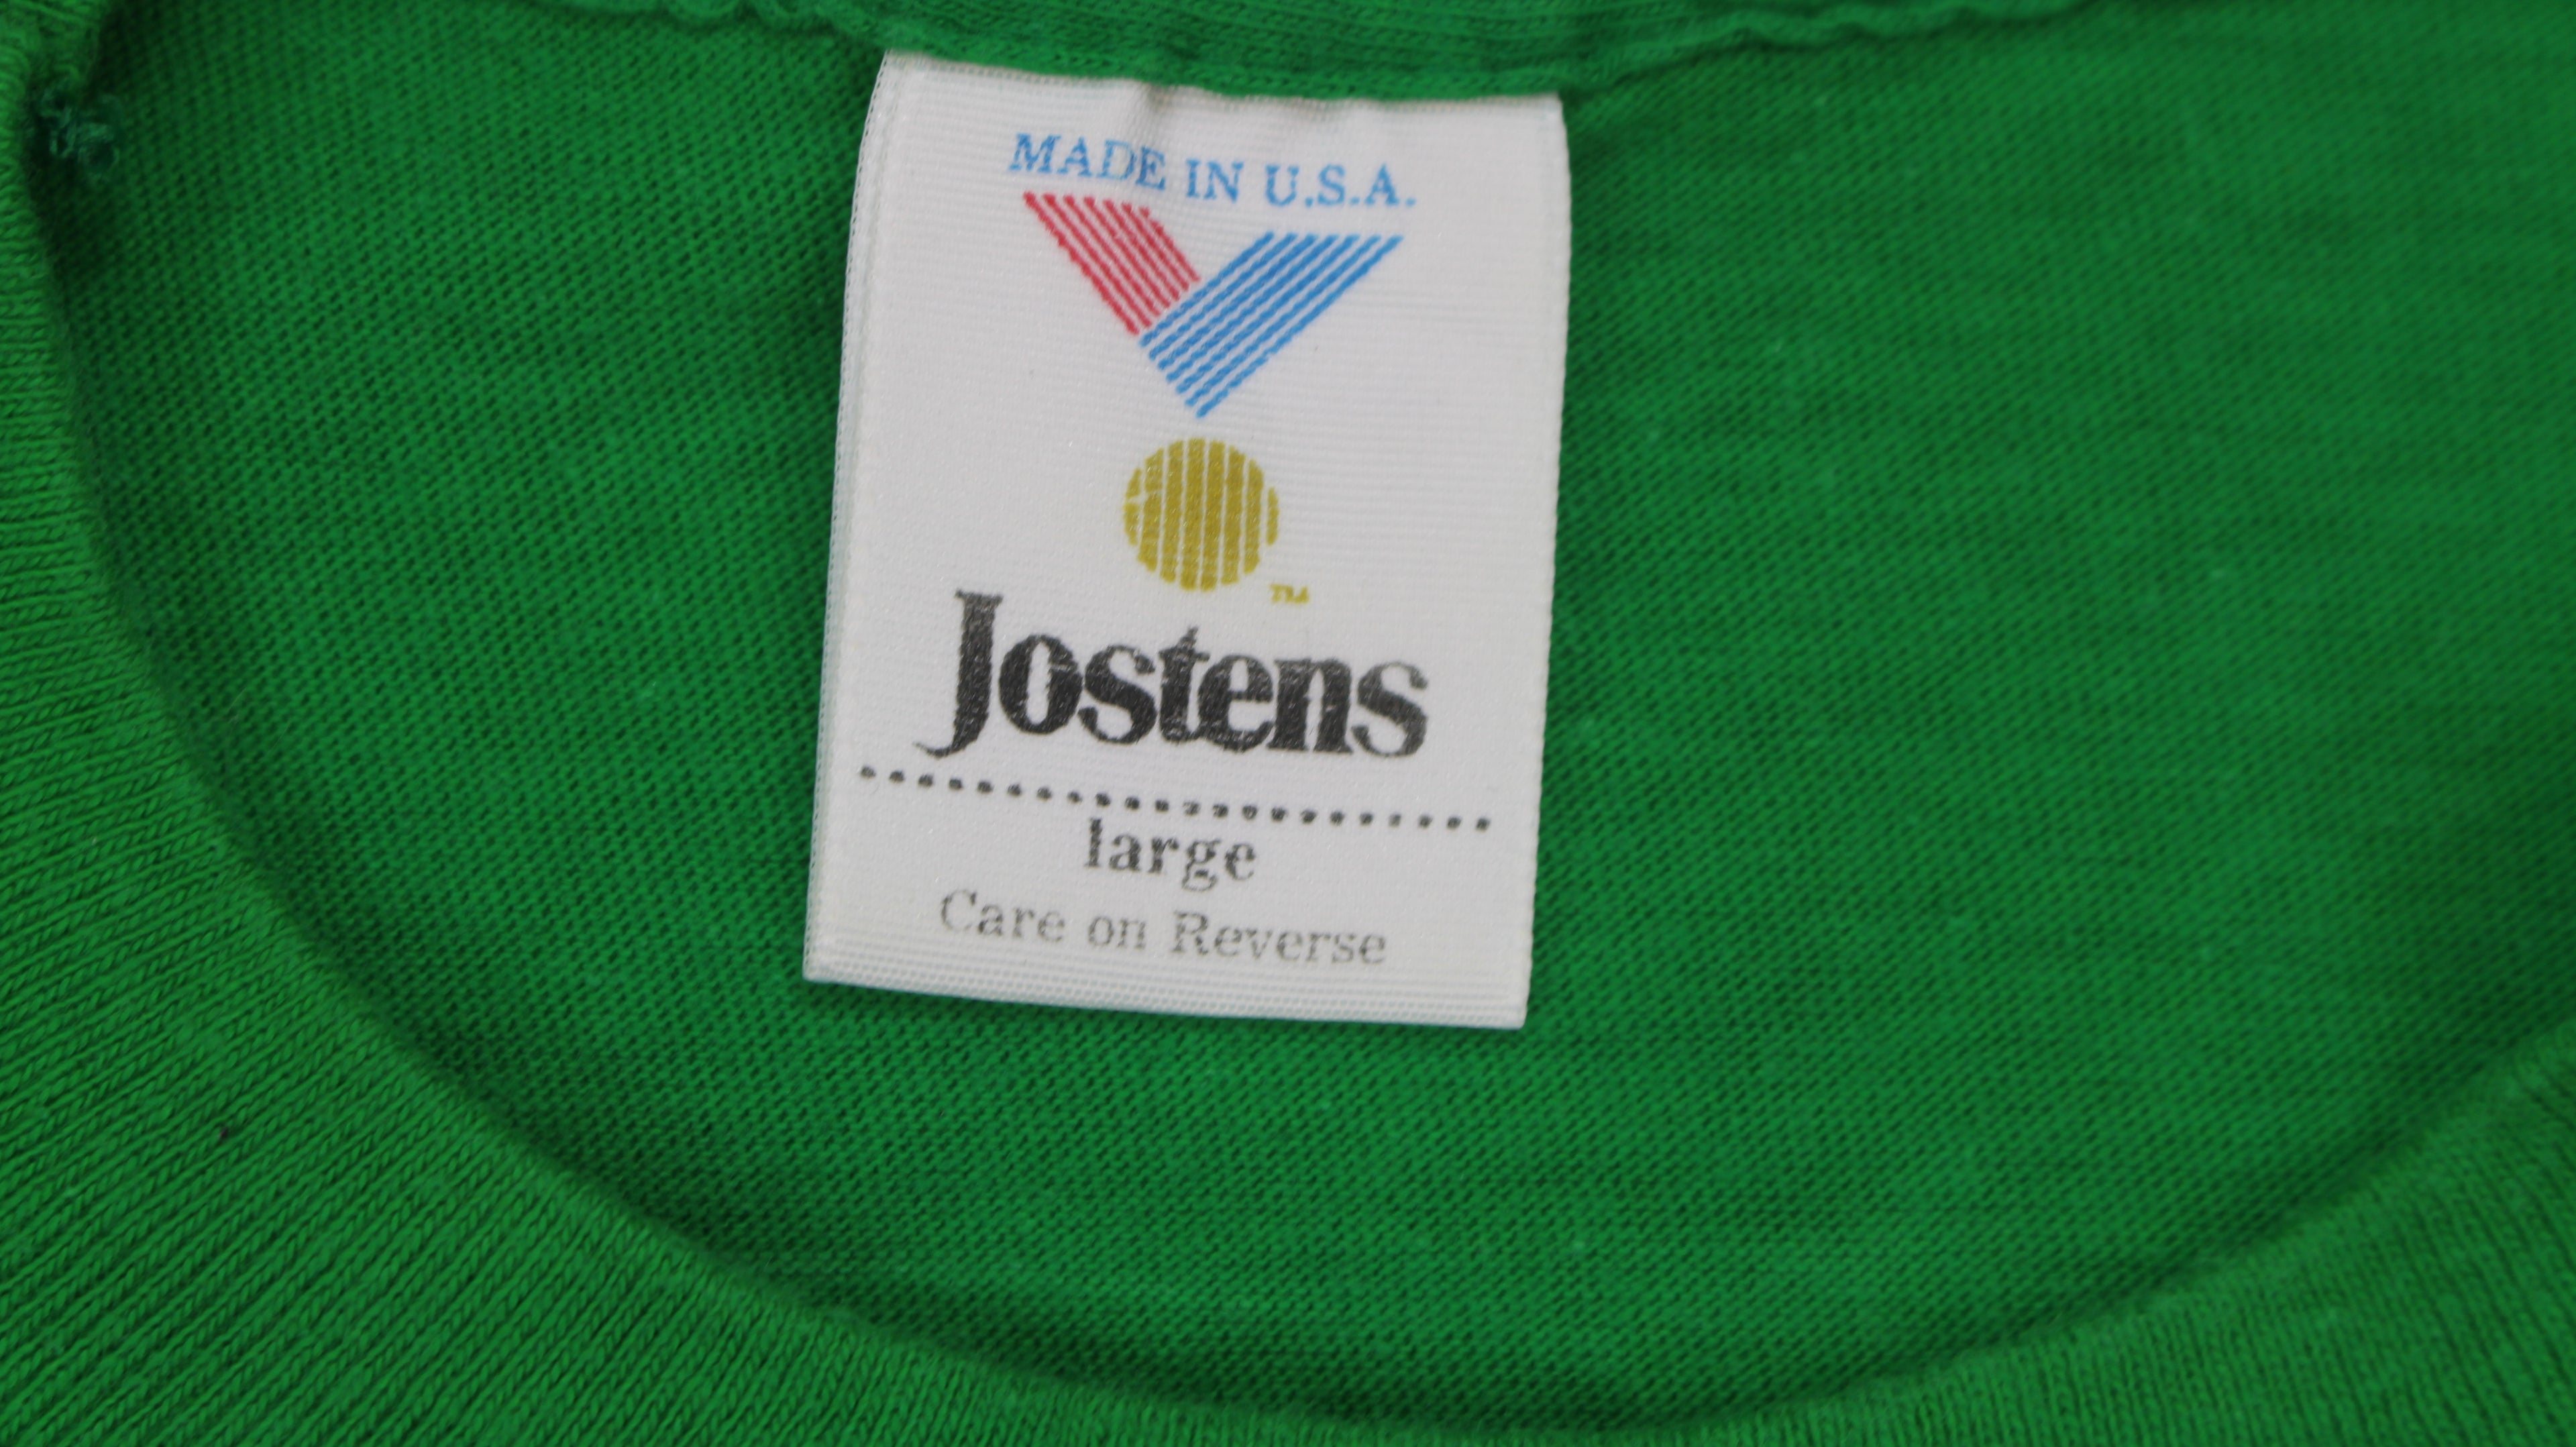 MADE IN U.S.A.
TM
Jostens
large
Care on Reverse